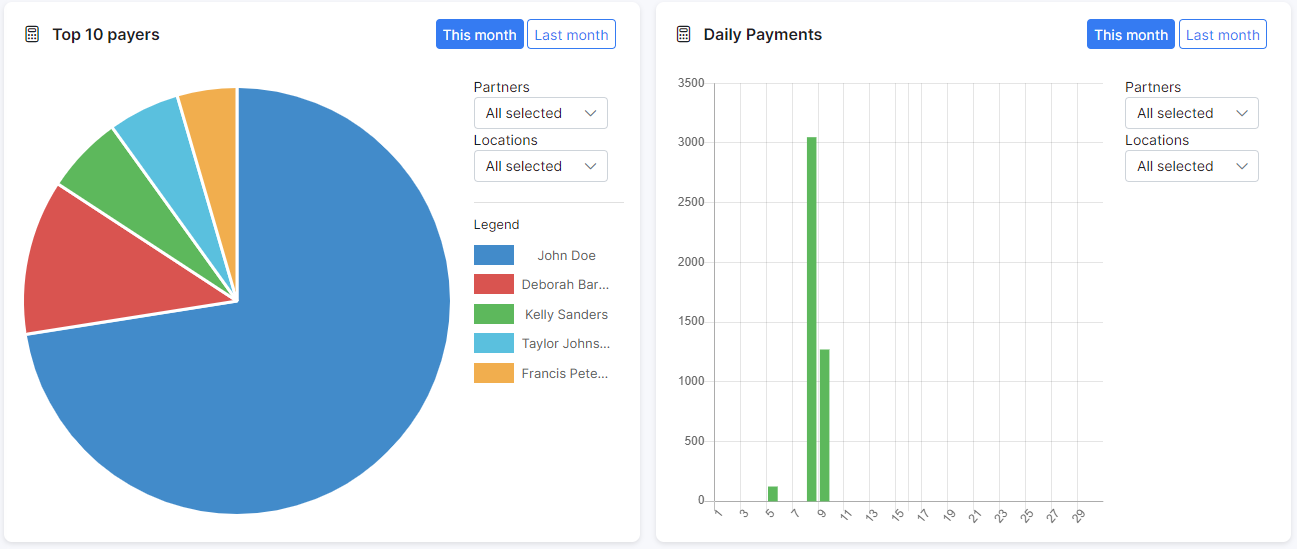 Top 10 payers
This month
Last month
Partners
All selected
Locations
All selected
Legend
John Doe
Deborah Bar...
Kelly Sanders
Taylor Johns...
Francis Pete...
Daily Payments
This month
Last month
3500
3000
2500
2000
1500
1000
500
0
1 3 5 7 9 11 13 15 17 19 21 23 25 27 29
Partners
All selected
Locations
All selected